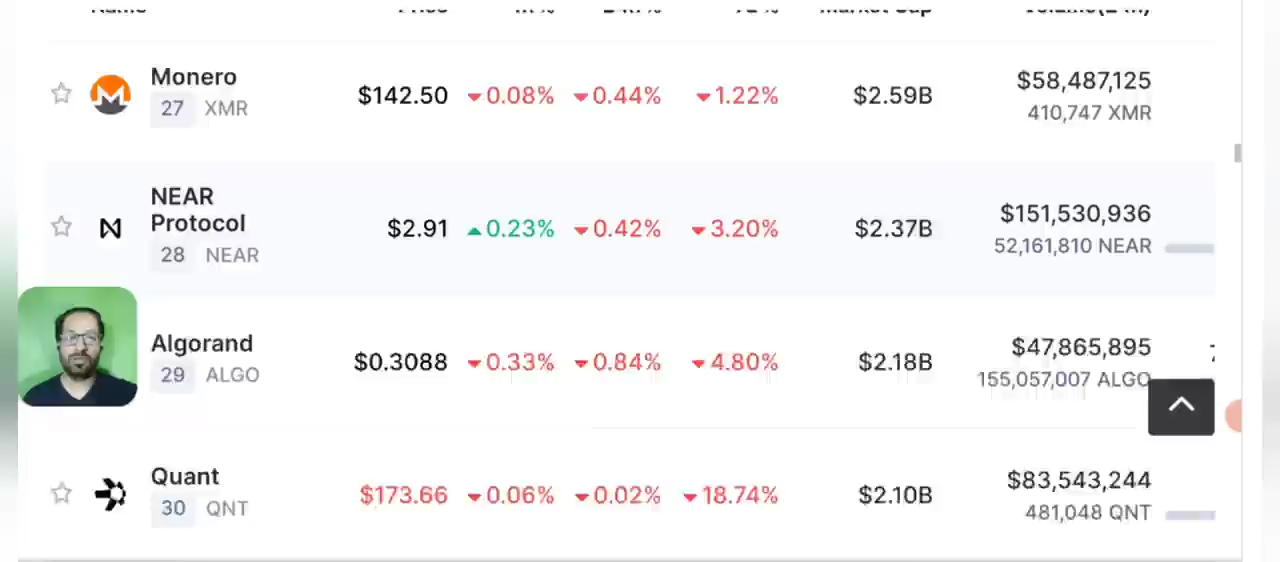 Monero
27 XMR
$142.50 0.08% 0.44% 1.22% $2.59B $58,487,125
410,747 XMR
NEAR
Protocol
28 NEAR
$2.91 0.23% 0.42% 3.20% $2.37B $151,530,936
52,161,810 NEAR
Algorand
29 ALGO
$0.3088 0.33% 0.84% 4.80% $2.18B $47,865,895
155,057,007 ALGO
Quant
30 QNT
$173.66 0.06% 0.02% 18.74% $2.10B $83,543,244
481,048 QNT